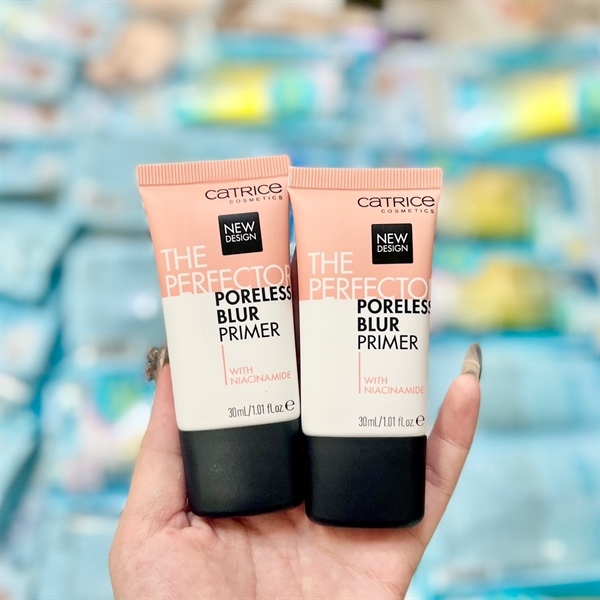 CATRICE
COSMETICS
NEW
DESIGN
THE
PERFECTOR
PORELESS
BLUR
PRIMER
WITH
NIACINAMIDE
30mL/1.01 fl.oz.℮
CATRICE
COSMETICS
NEW
DESIGN
THE
PERFECTOR
PORELESS
BLUR
PRIMER
WITH
NIACINAMIDE
30mL/1.01 fl.oz.℮